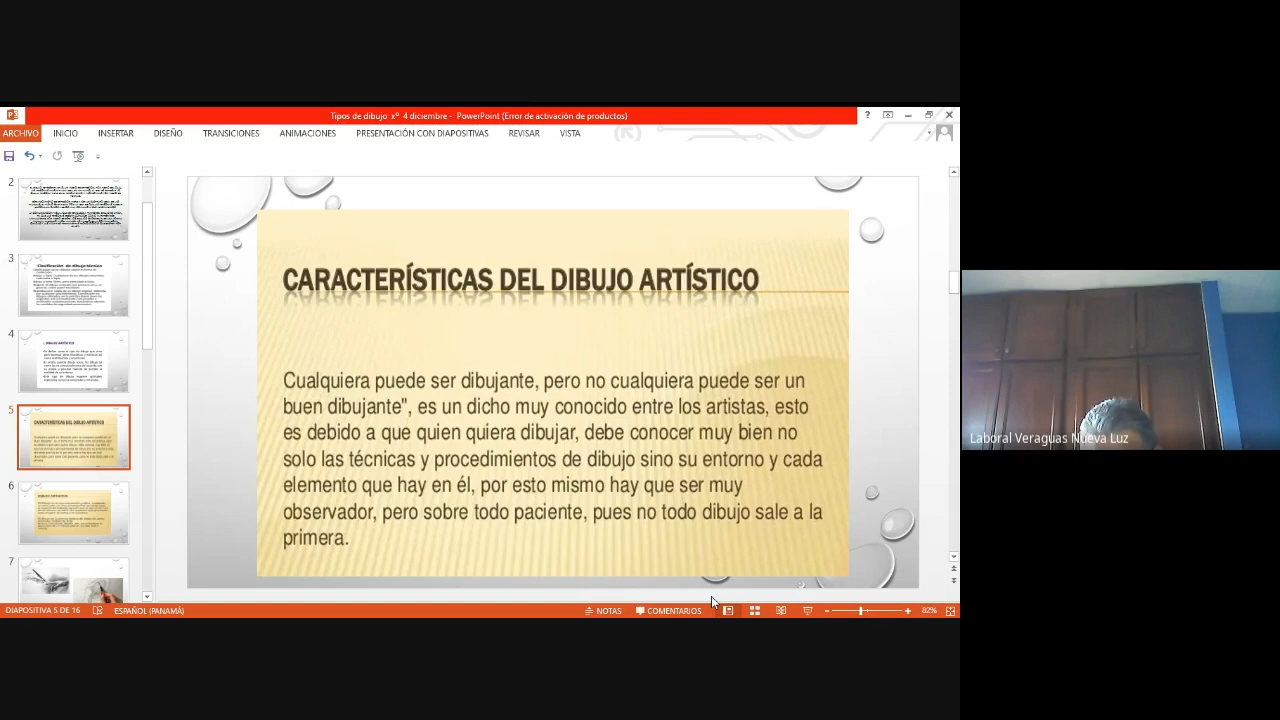 Tipos de dibujo xº 4 diciembre - PowerPoint (Error de activación de productos)
ARCHIVO INICIO INSERTAR DISEÑO TRANSICIONES ANIMACIONES PRESENTACIÓN CON DIAPOSITIVAS REVISAR VISTA
2
3
4
5
6
7
CARACTERÍSTICAS DEL DIBUJO ARTÍSTICO
Cualquiera puede ser dibujante, pero no cualquiera puede ser un
buen dibujante", es un dicho muy conocido entre los artistas, esto
es debido a que quien quiera dibujar, debe conocer muy bien no
solo las técnicas y procedimientos de dibujo sino su entorno y cada
elemento que hay en él, por esto mismo hay que ser muy
observador, pero sobre todo paciente, pues no todo dibujo sale a la
primera.
DIAPOSITIVA 5 DE 16 ESPAÑOL (PANAMÁ) NOTAS COMENTARIOS 82%
Laboral Veraguas Nueva Luz